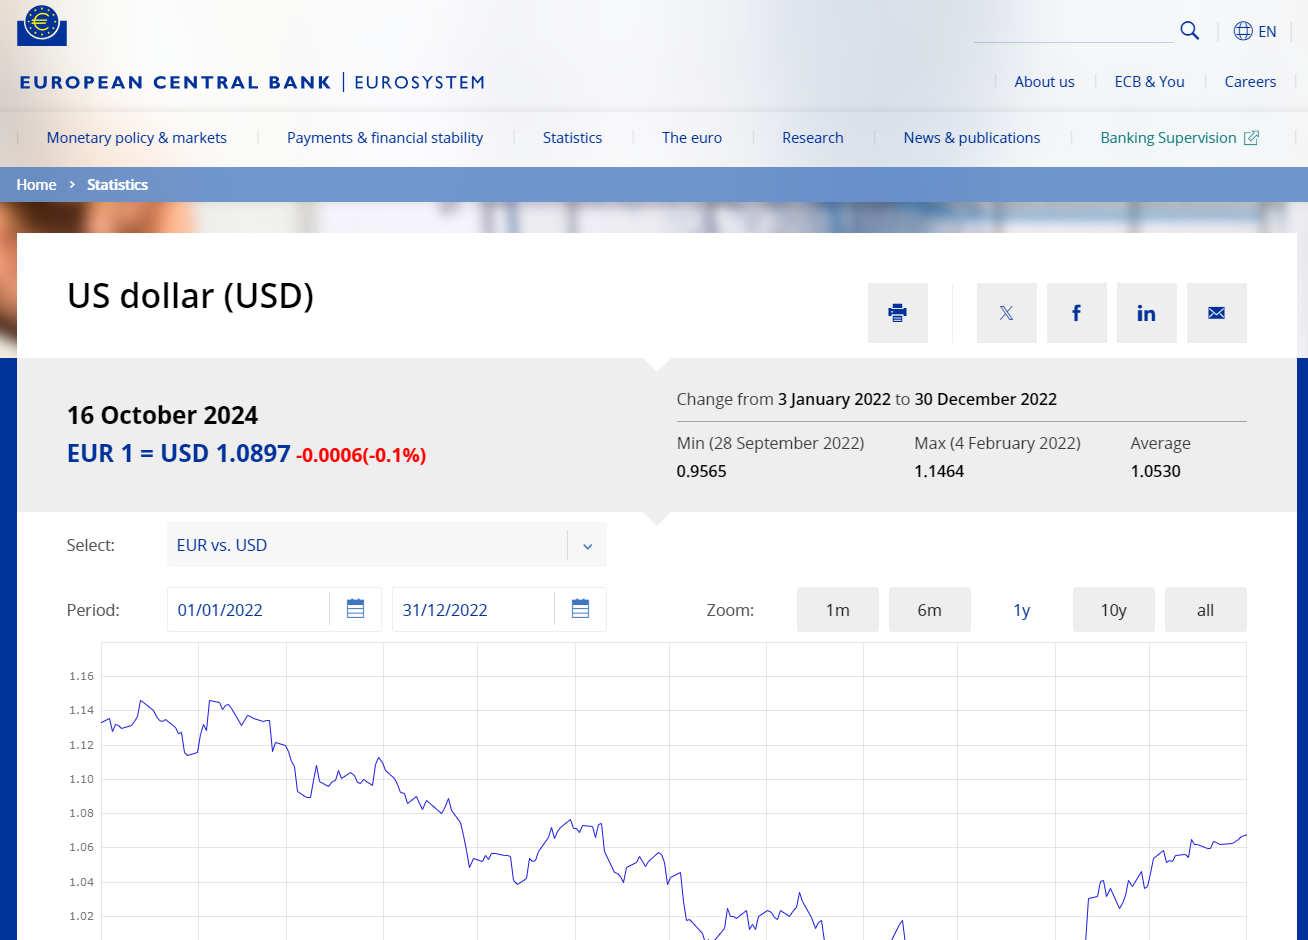 EN
EUROPEAN CENTRAL BANK | EUROSYSTEM
About us
ECB & You
Careers
Monetary policy & markets
Payments & financial stability
Statistics
The euro
Research
News & publications
Banking Supervision
Home > Statistics
US dollar (USD)
16 October 2024
EUR 1 = USD 1.0897 -0.0006(-0.1%)
Change from 3 January 2022 to 30 December 2022
Min (28 September 2022)
0.9565
Max (4 February 2022)
1.1464
Average
1.0530
Select:
EUR vs. USD
Period:
01/01/2022
31/12/2022
Zoom:
1m
6m
1y
10y
all
1.16
1.14
1.12
1.10
1.08
1.06
1.04
1.02